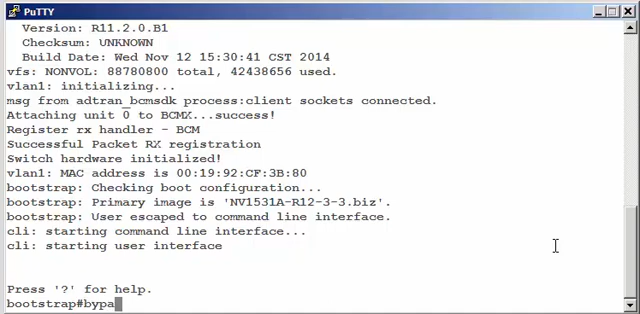 PuTTY
Version: R11.2.0.B1
Checksum: UNKNOWN
Build Date: Wed Nov 12 15:30:41 CST 2014
vfs: NONVOL: 88780800 total, 42438656 used.
vlan1: initializing...
msg from adtran_bcmsdk process:client sockets connected.
Attaching unit 0 to BCMX...success!
Register rx handler - BCM
Successful Packet RX registration
Switch hardware initialized!
vlan1: MAC address is 00:19:92:CF:3B:80
bootstrap: Checking boot configuration...
bootstrap: Primary image is 'NV1531A-R12-3-3.biz'.
bootstrap: User escaped to command line interface.
cli: starting command line interface...
cli: starting user interface
Press '?' for help.
bootstrap#bypa